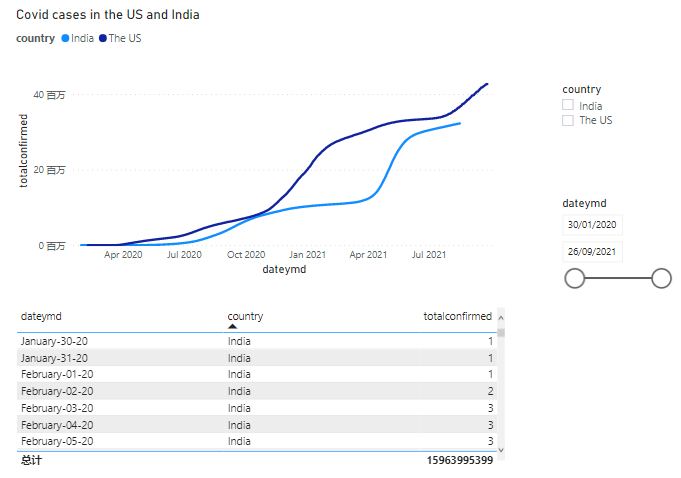 Covid cases in the US and India
country India The US
40 百万
20 百万
0 百万
totalconfirmed
Apr 2020 Jul 2020 Oct 2020 Jan 2021 Apr 2021 Jul 2021
dateymd
country
India
The US
dateymd
30/01/2020
26/09/2021
dateymd country totalconfirmed
January-30-20 India 1
January-31-20 India 1
February-01-20 India 1
February-02-20 India 2
February-03-20 India 3
February-04-20 India 3
February-05-20 India 3
总计 15963995399